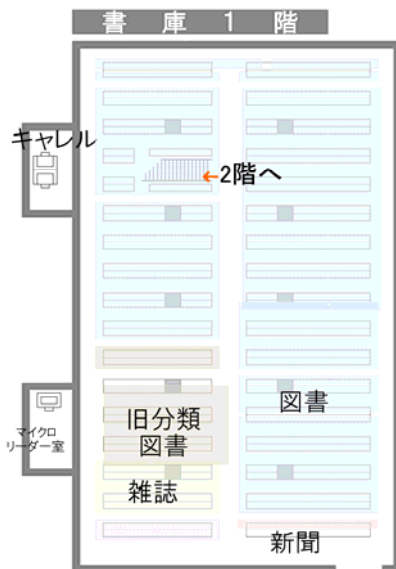 書庫1階
キャレル
←2階へ
図書
旧分類
図書
マイクロ
リーダー室
雑誌
新聞